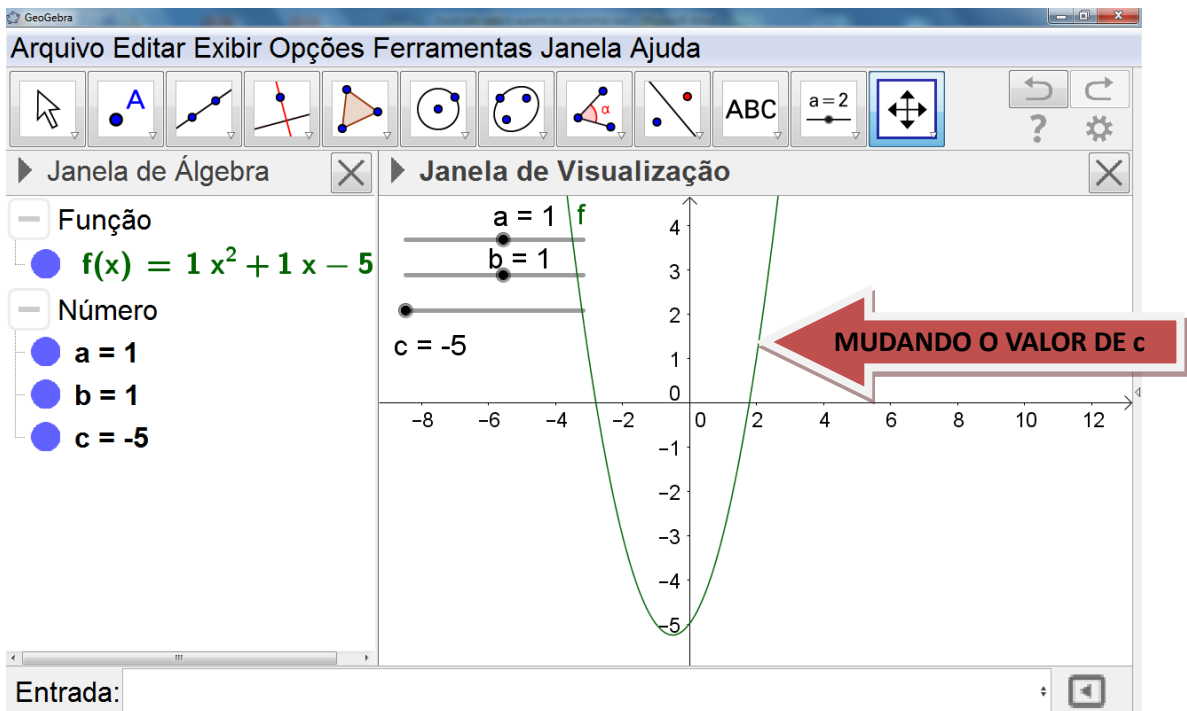 GeoGebra
Arquivo Editar Exibir Opções Ferramentas Janela Ajuda
A
α
ABC
a = 2
?
Janela de Álgebra
Janela de Visualização
Função
f(x) = 1 x² + 1 x − 5
Número
a = 1
b = 1
c = -5
a = 1
f
b = 1
c = -5
MUDANDO O VALOR DE c
4
3
2
1
0
−8 −6 −4 −2 0 2 4 6 8 10 12
−1
−2
−3
−4
−5
Entrada: